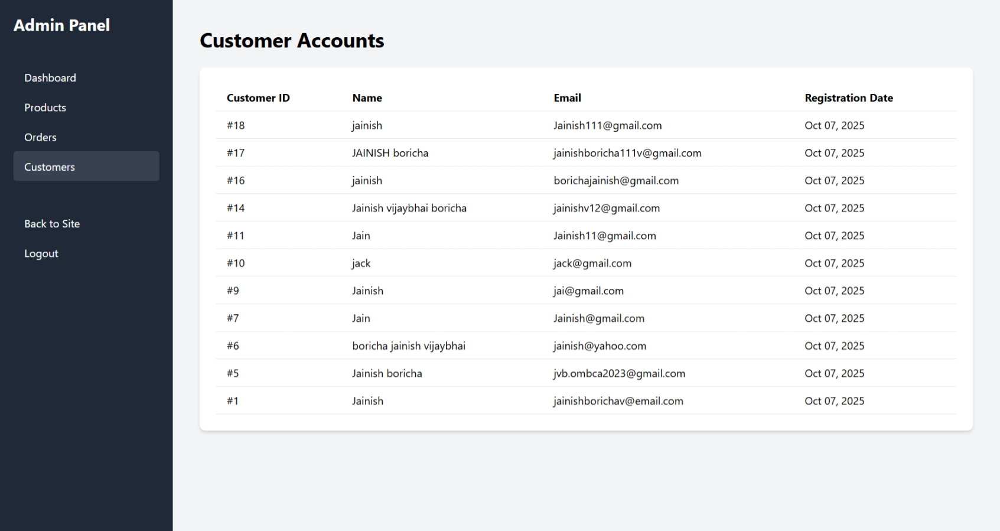 Admin Panel
Dashboard
Products
Orders
Customers
Back to Site
Logout
Customer Accounts
Customer ID Name Email Registration Date
#18 jainish Jainish111@gmail.com Oct 07, 2025
#17 JAINISH boricha jainishboricha111v@gmail.com Oct 07, 2025
#16 jainish borichajainish@gmail.com Oct 07, 2025
#14 Jainish vijaybhai boricha jainishv12@gmail.com Oct 07, 2025
#11 Jain Jainish11@gmail.com Oct 07, 2025
#10 jack jack@gmail.com Oct 07, 2025
#9 Jainish jai@gmail.com Oct 07, 2025
#7 Jain Jainish@gmail.com Oct 07, 2025
#6 boricha jainish vijaybhai jainish@yahoo.com Oct 07, 2025
#5 Jainish boricha jvb.ombca2023@gmail.com Oct 07, 2025
#1 Jainish jainishborichav@email.com Oct 07, 2025